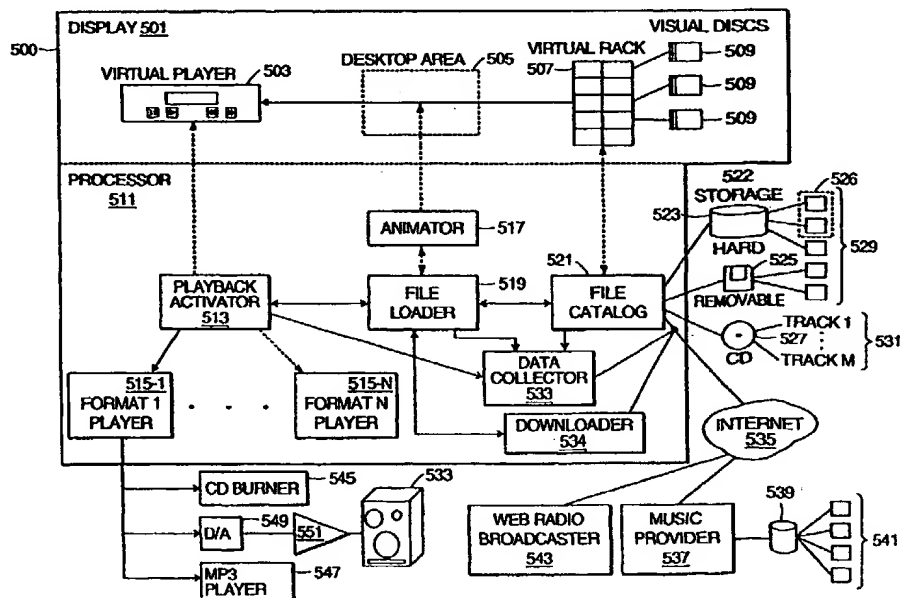 DISPLAY 501
VISUAL DISCS
500
VIRTUAL PLAYER
503
DESKTOP AREA
505
VIRTUAL RACK
507
509
509
509
PROCESSOR
511
522
STORAGE
523
526
HARD
529
525
REMOVABLE
527
CD
TRACK 1
TRACK M
531
ANIMATOR
517
519
521
PLAYBACK
ACTIVATOR
513
FILE
LOADER
FILE
CATALOG
DATA
COLLECTOR
533
515-1
FORMAT 1
PLAYER
515-N
FORMAT N
PLAYER
DOWNLOADER
534
INTERNET
535
CD BURNER
545
533
D/A
549
551
MP3
PLAYER
547
WEB RADIO
BROADCASTER
543
MUSIC
PROVIDER
537
539
541